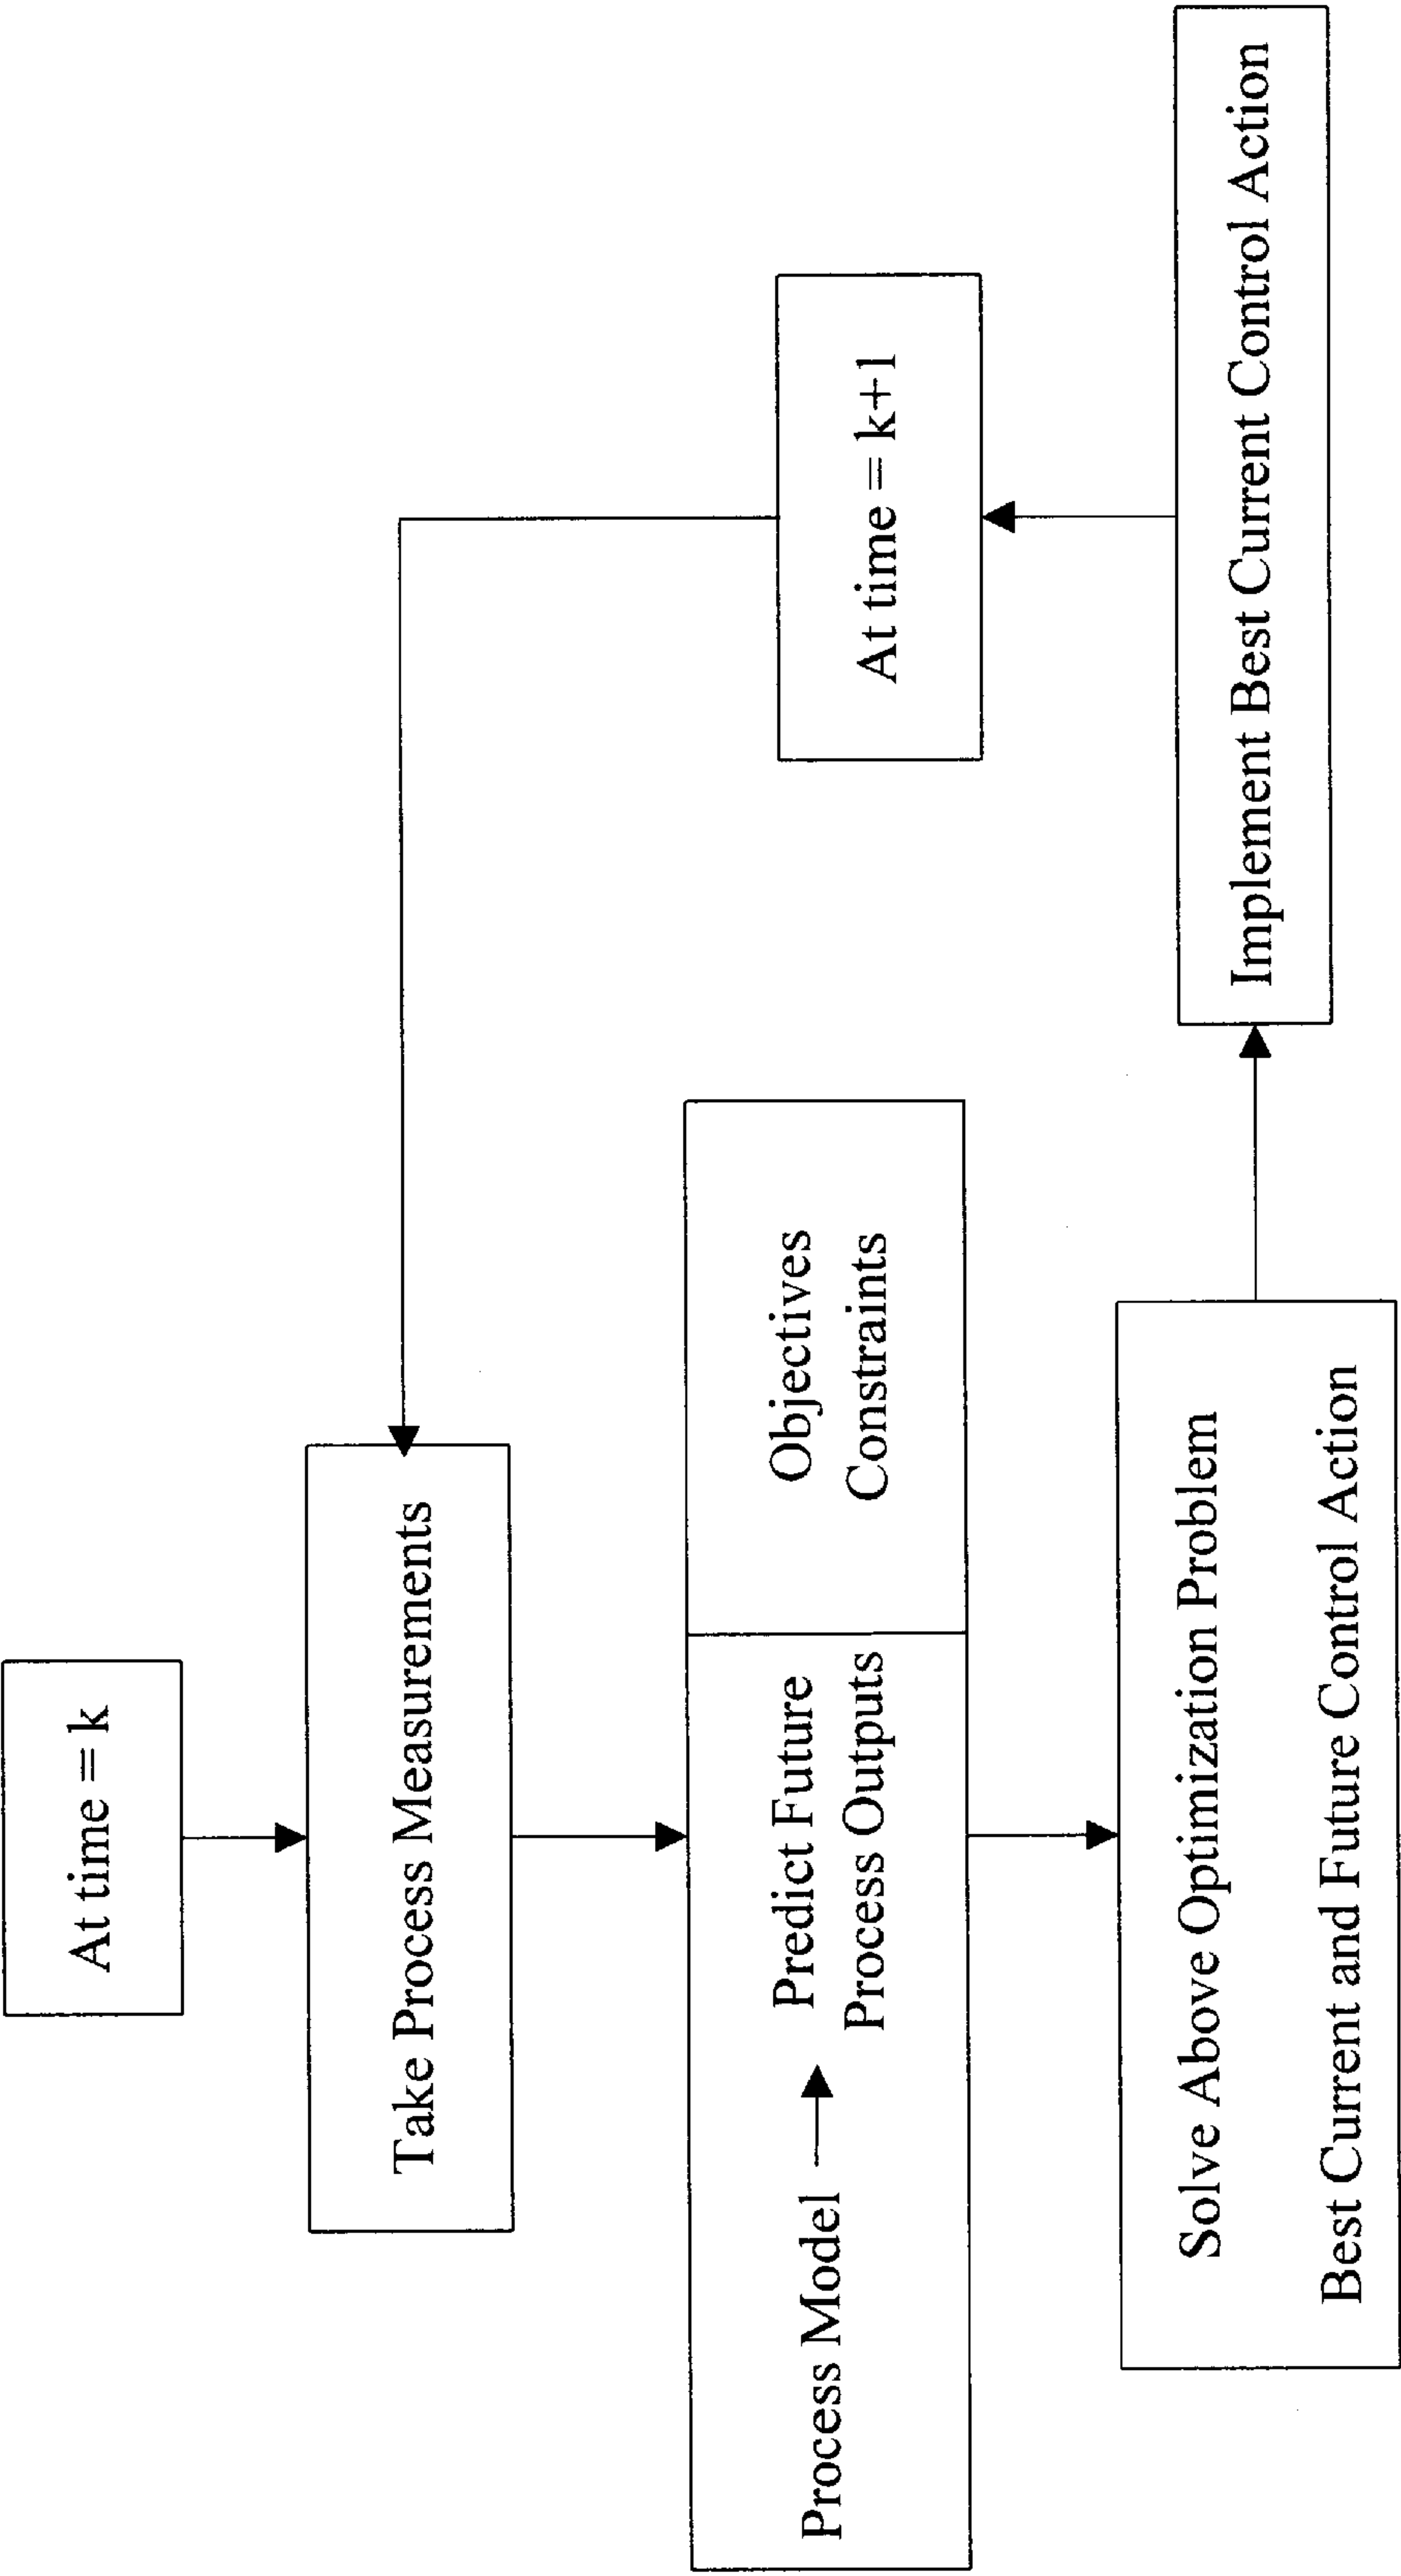 At time = k
Take Process Measurements
Process Model
Predict Future
Process Outputs
Objectives
Constraints
Solve Above Optimization Problem
Best Current and Future Control Action
Implement Best Current Control Action
At time = k+1